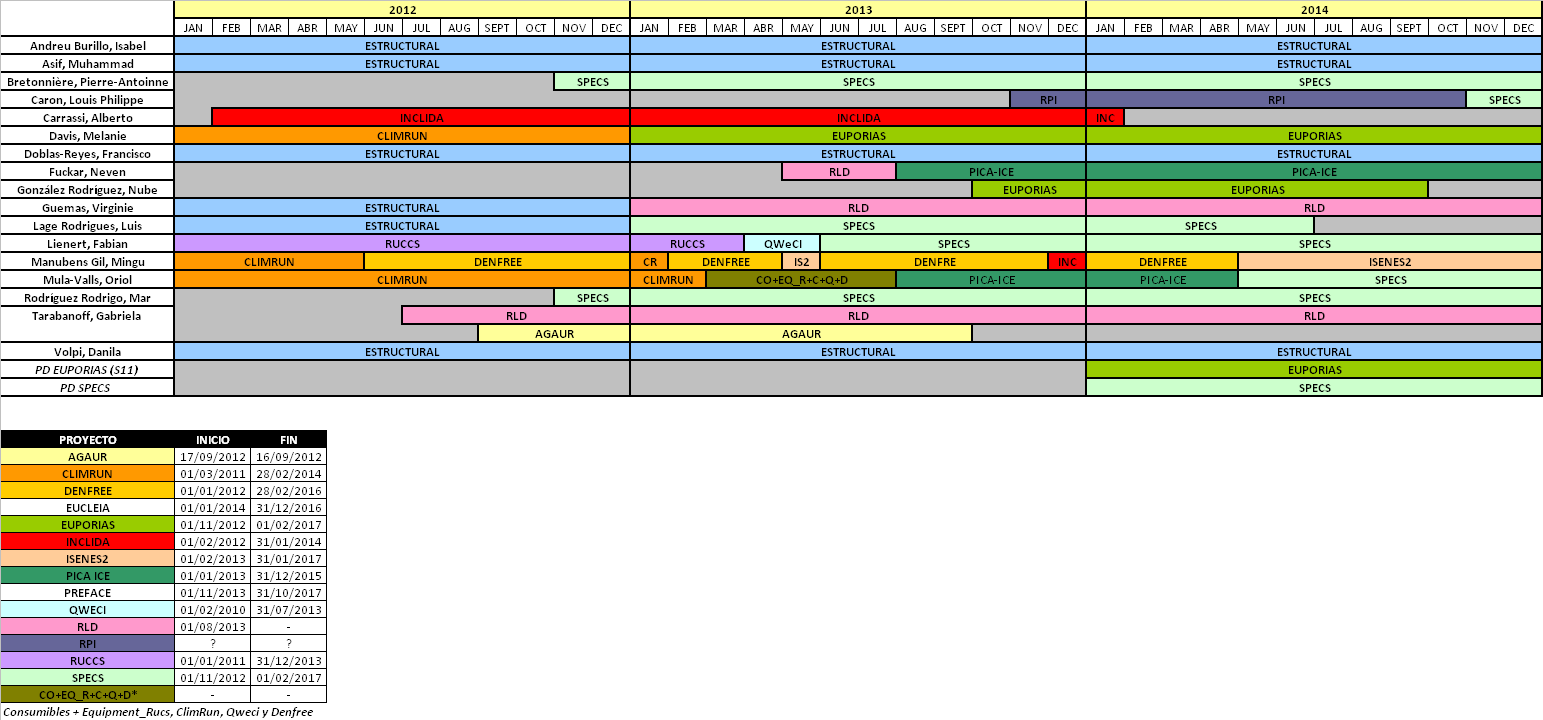 2012 2013 2014
JAN FEB MAR ABR MAY JUN JUL AUG SEPT OCT NOV DEC JAN FEB MAR ABR MAY JUN JUL AUG SEPT OCT NOV DEC JAN FEB MAR ABR MAY JUN JUL AUG SEPT OCT NOV DEC
Andreu Burillo, Isabel ESTRUCTURAL ESTRUCTURAL ESTRUCTURAL
Asif, Muhammad ESTRUCTURAL ESTRUCTURAL ESTRUCTURAL
Bretonnière, Pierre-Antoinne SPECS SPECS SPECS
Caron, Louis Philippe RPI RPI SPECS
Carrassi, Alberto INCLIDA INCLIDA INC
Davis, Melanie CLIMRUN EUPORIAS EUPORIAS
Doblas-Reyes, Francisco ESTRUCTURAL ESTRUCTURAL ESTRUCTURAL
Fuckar, Neven RLD PICA-ICE PICA-ICE
González Rodríguez, Nube EUPORIAS EUPORIAS
Guemas, Virginie ESTRUCTURAL RLD RLD
Lage Rodrigues, Luis ESTRUCTURAL SPECS SPECS
Lienert, Fabian RUCCS RUCCS QWeCI SPECS SPECS
Manubens Gil, Mingu CLIMRUN DENFREE CR DENFREE IS2 DENFRE INC DENFREE ISENES2
Mula-Valls, Oriol CLIMRUN CLIMRUN CO+EQ_R+C+Q+D PICA-ICE PICA-ICE SPECS
Rodríguez Rodrigo, Mar SPECS SPECS SPECS
Tarabanoff, Gabriela RLD RLD RLD
AGAUR AGAUR
Volpi, Danila ESTRUCTURAL ESTRUCTURAL ESTRUCTURAL
PD EUPORIAS (S11) EUPORIAS
PD SPECS SPECS
PROYECTO INICIO FIN
AGAUR 17/09/2012 16/09/2012
CLIMRUN 01/03/2011 28/02/2014
DENFREE 01/01/2012 28/02/2016
EUCLEIA 01/01/2014 31/12/2016
EUPORIAS 01/11/2012 01/02/2017
INCLIDA 01/02/2012 31/01/2014
ISENES2 01/02/2013 31/01/2017
PICA ICE 01/01/2013 31/12/2015
PREFACE 01/11/2013 31/10/2017
QWECI 01/02/2010 31/07/2013
RLD 01/08/2013 -
RPI ? ?
RUCCS 01/01/2011 31/12/2013
SPECS 01/11/2012 01/02/2017
CO+EQ_R+C+Q+D* - -
Consumibles + Equipment_Rucs, ClimRun, Qweci y Denfree